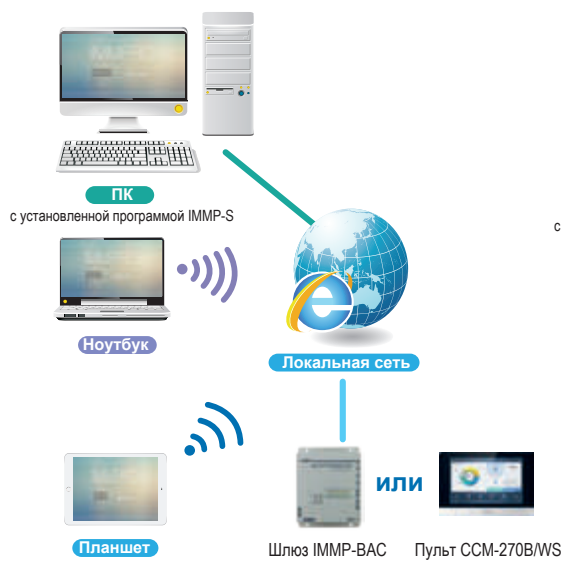 ПК
с установленной программой IMMP-S
с
Ноутбук
Локальная сеть
или
Планшет
Шлюз IMMP-BAC
Пульт CCM-270B/WS